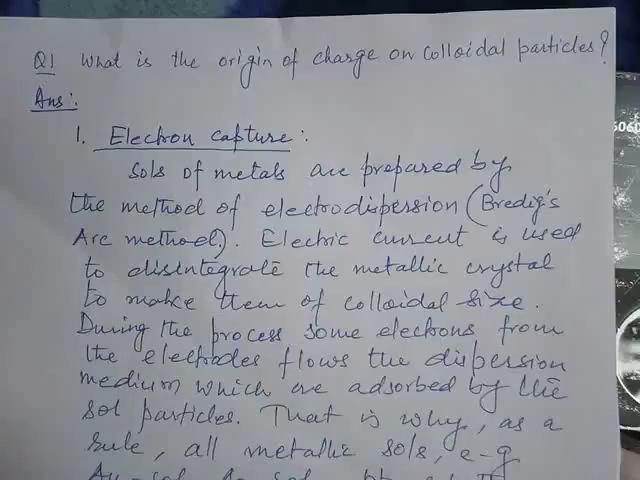 Q1 What is the origin of charge on Colloidal particles?
Ans:
1. Electron capture:
Sols of metals are prepared by
the method of electrodispersion (Bredig's
Arc method). Electric current is used
to disintegrate the metallic crystal
to make them of colloidal size.
During the process some electrons from
the electrodes flows the dispersion
medium which are adsorbed by the
sol particles. That is why, as a
rule, all metallic sols, e-g
5060